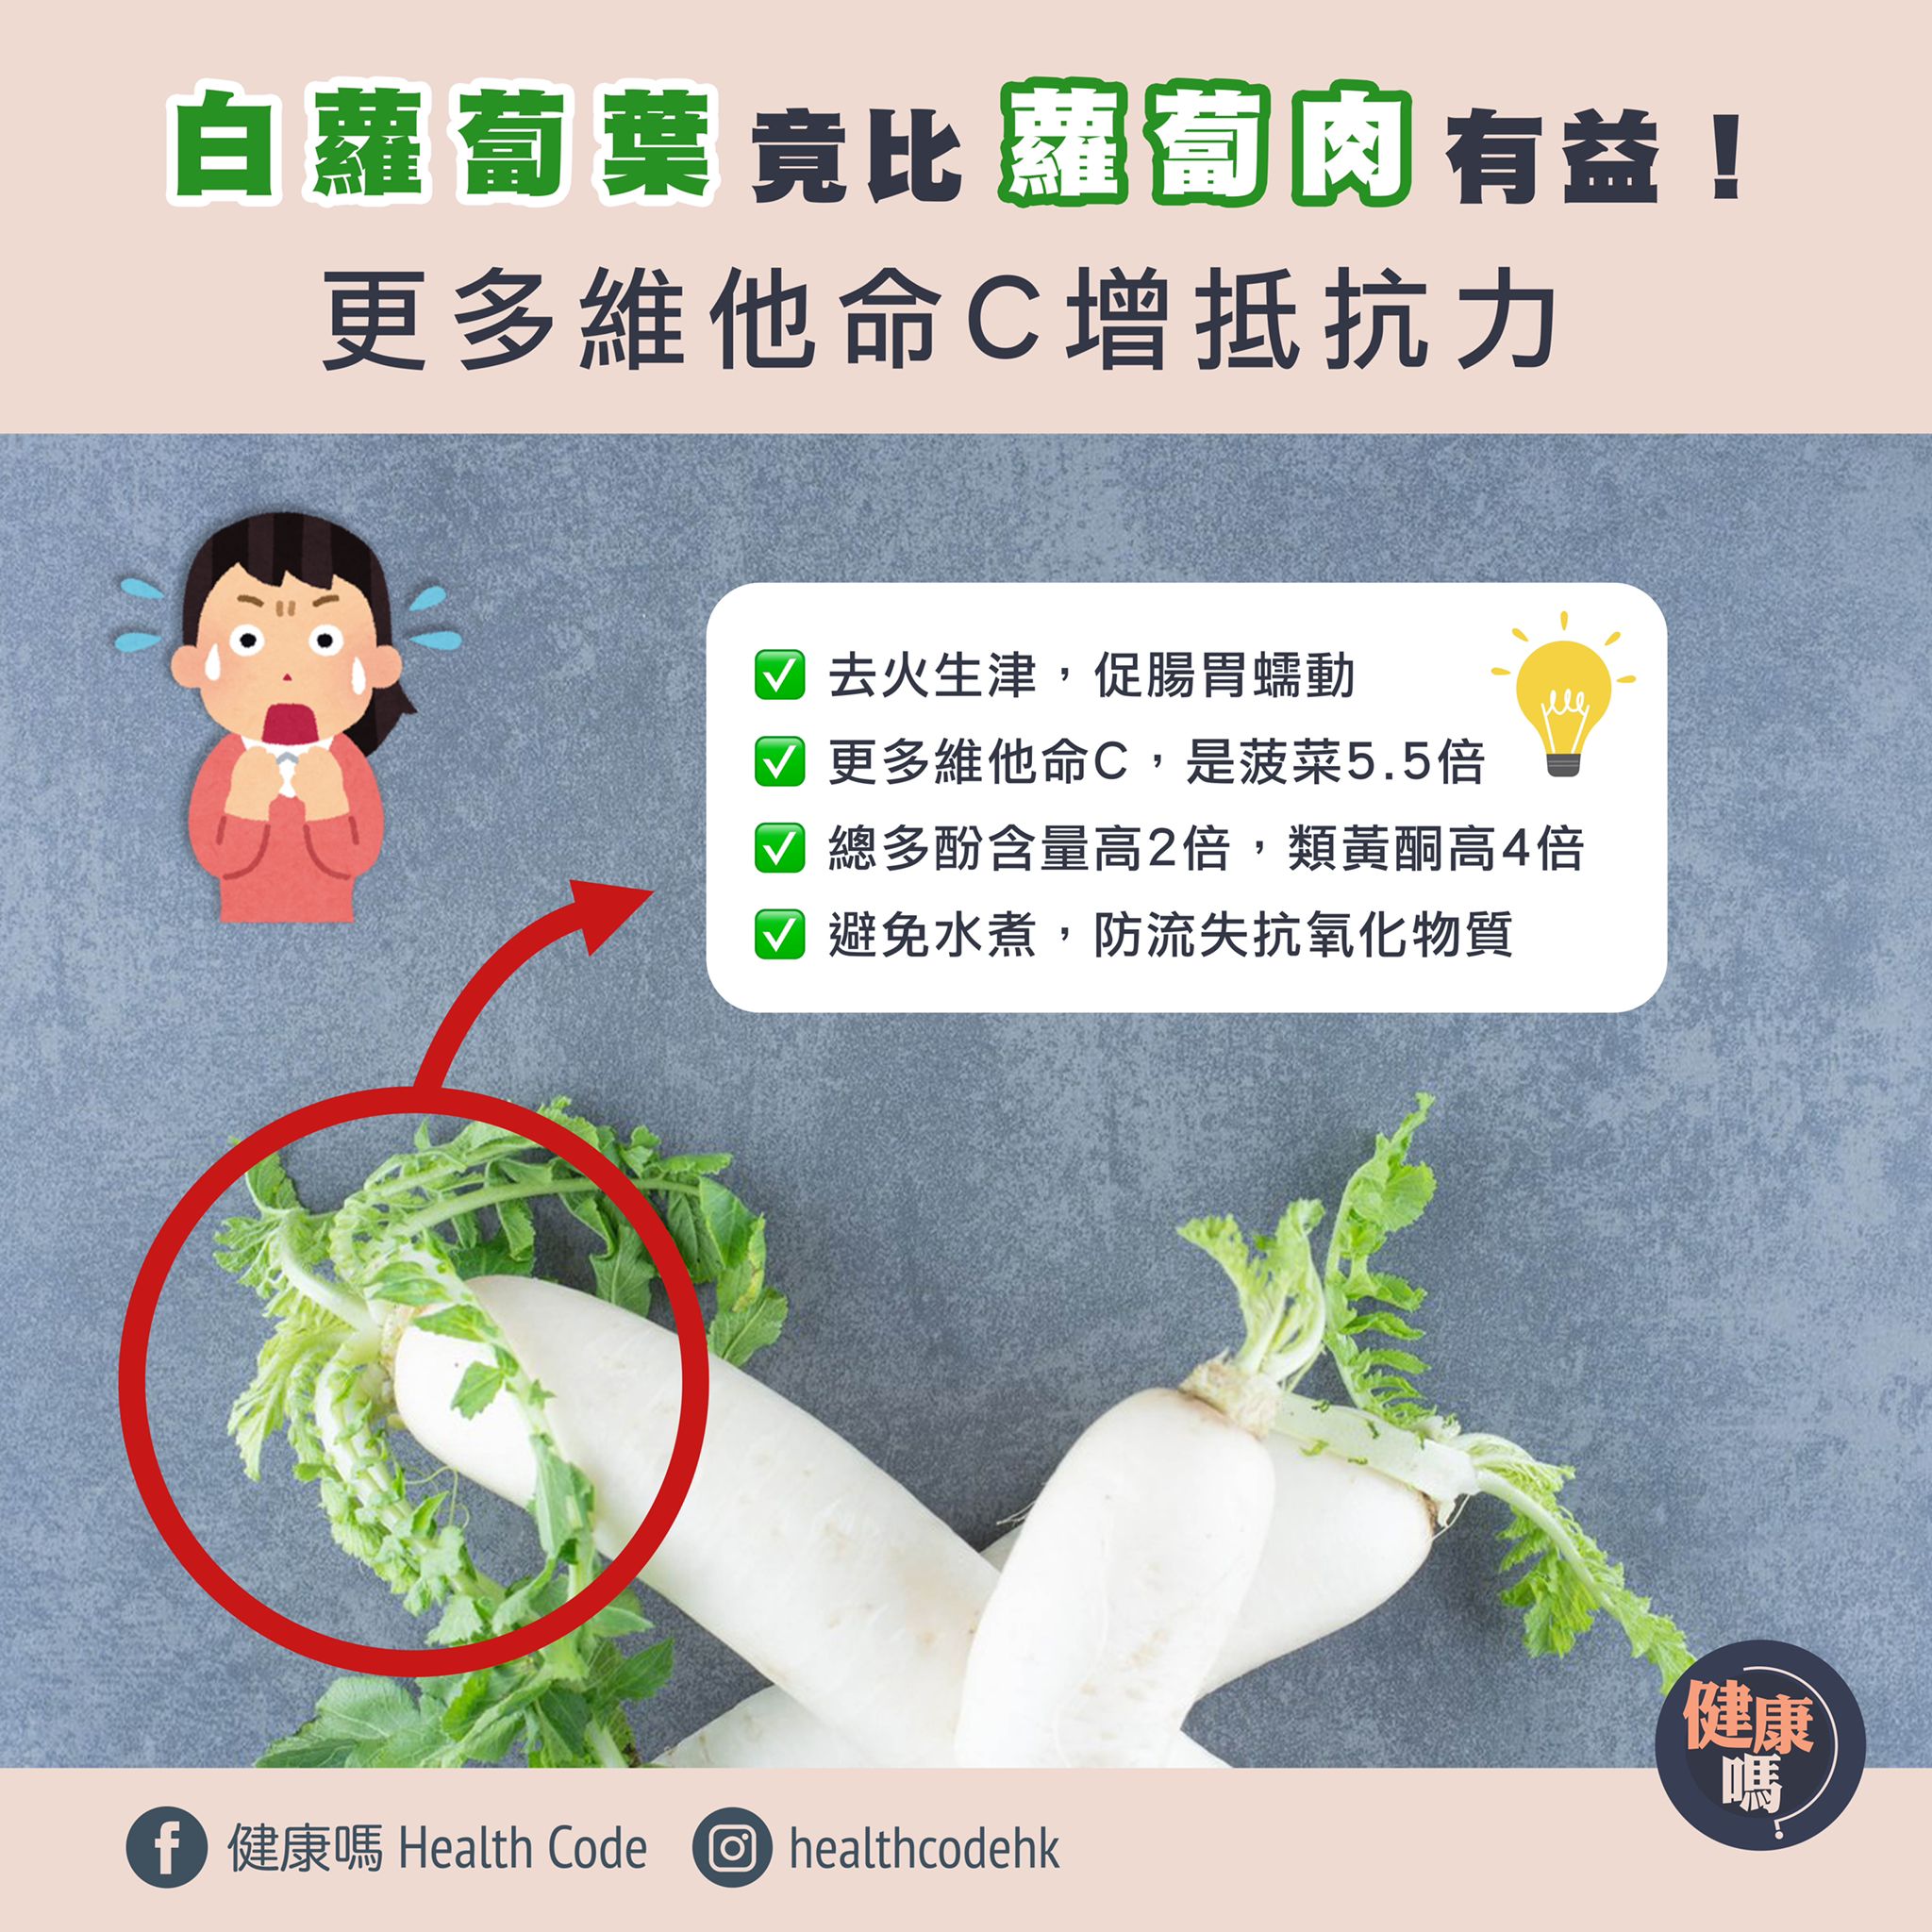 白蘿蔔葉竟比蘿蔔肉有益！
更多維他命C增抵抗力
去火生津，促腸胃蠕動
更多維他命C，是菠菜5.5倍
總多酚含量高2倍，類黃酮高4倍
避免水煮，防流失抗氧化物質
健康
嗎?
健康嗎 Health Code
healthcodehk